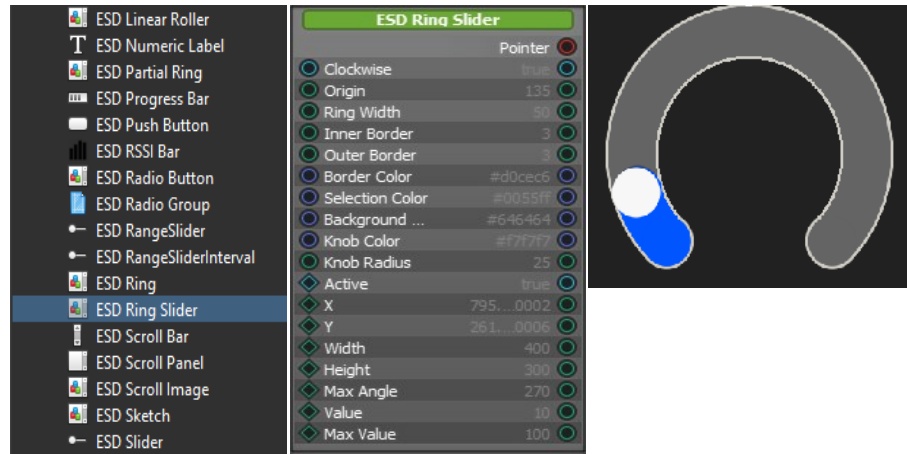 ESD Linear Roller
ESD Numeric Label
ESD Partial Ring
ESD Progress Bar
ESD Push Button
ESD RSSI Bar
ESD Radio Button
ESD Radio Group
ESD RangeSlider
ESD RangeSliderInterval
ESD Ring
ESD Ring Slider
ESD Scroll Bar
ESD Scroll Panel
ESD Scroll Image
ESD Sketch
ESD Slider
ESD Ring Slider
Pointer
Clockwise true
Origin 135
Ring Width 50
Inner Border 3
Outer Border 3
Border Color #d0cec6
Selection Color #0055ff
Background ... #646464
Knob Color #f7f7f7
Knob Radius 25
Active true
X 795....0002
Y 261....0006
Width 400
Height 300
Max Angle 270
Value 10
Max Value 100